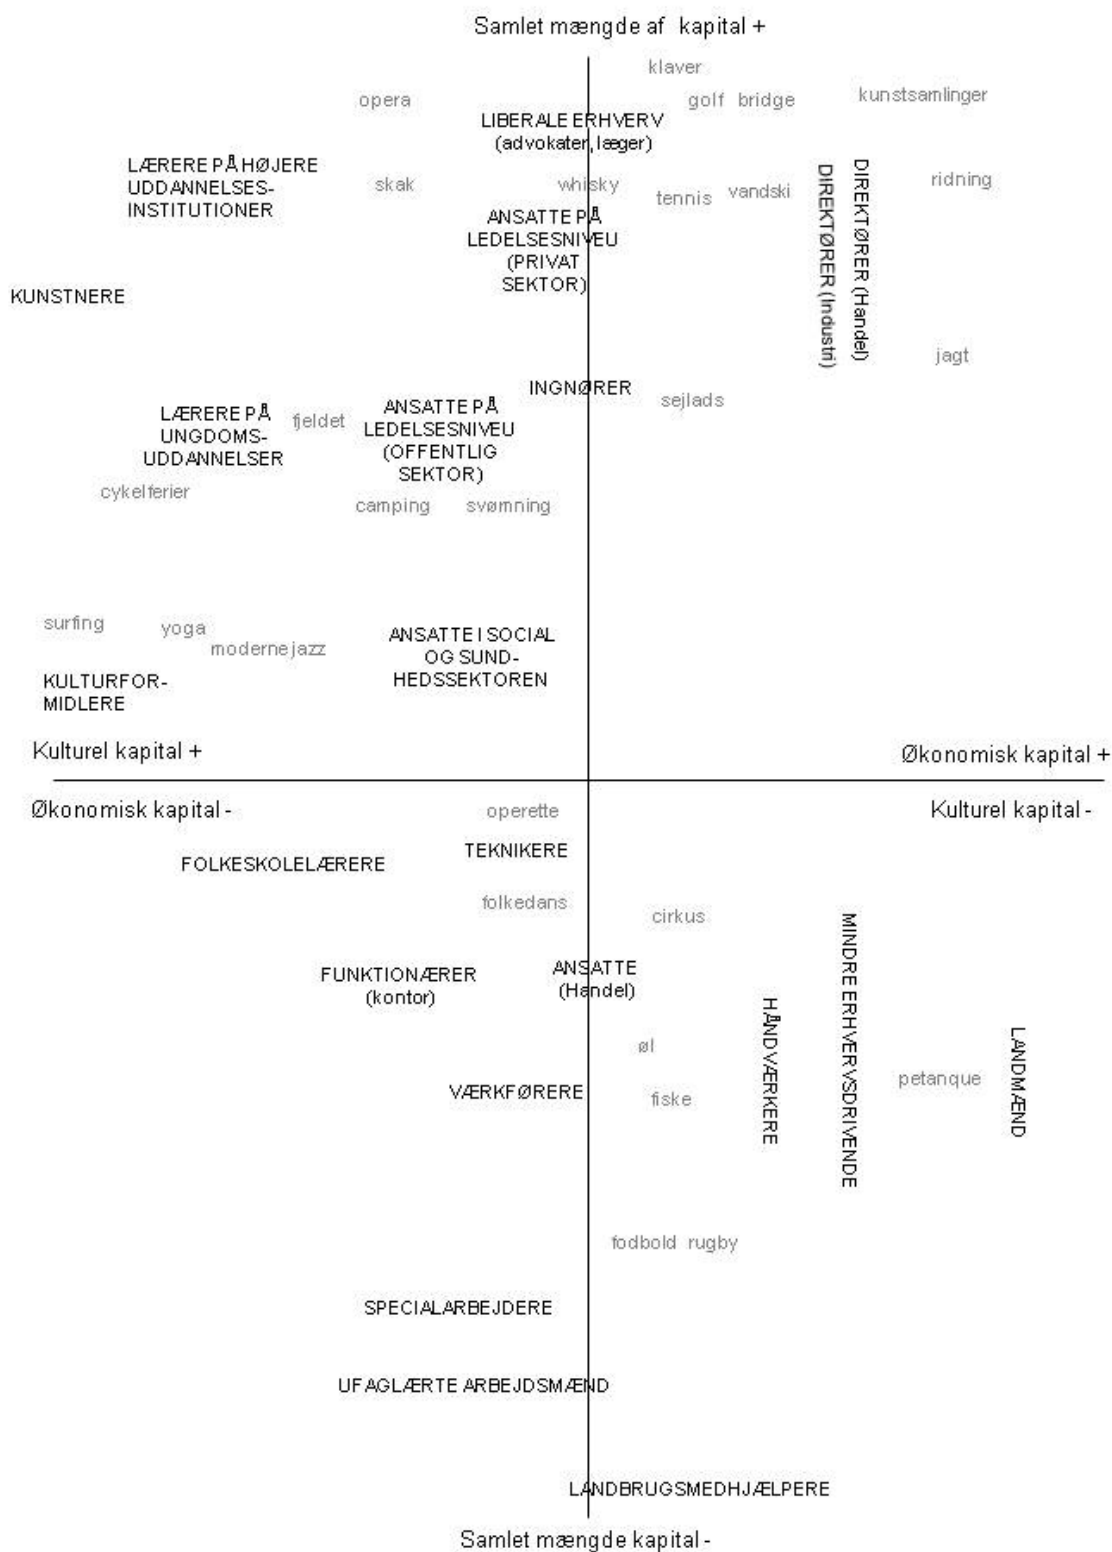 Samlet mængde af kapital +
klaver
opera
golf bridge
kunstsamlinger
LIBERALE ERHVERV
(advokater, læger)
LÆRERE PÅ HØJERE
UDDANNELSES-
INSTITUTIONER
skak
whisky
tennis
vandski
DIREKTØRER (Industri)
DIREKTØRER (Handel)
ridning
ANSATTE PÅ
LEDELSESNIVEU
(PRIVAT
SEKTOR)
KUNSTNERE
jagt
INGNØRER
sejlads
LÆRERE PÅ
UNGDOMS-
UDDANNELSER
fjeldet
ANSATTE PÅ
LEDELSESNIVEU
(OFFENTLIG
SEKTOR)
cykelferier
camping
svømning
surfing
yoga
moderne jazz
ANSATTE I SOCIAL
OG SUND-
HEDSSEKTOREN
KULTURFOR-
MIDLERE
Kulturel kapital +
Økonomisk kapital +
Økonomisk kapital -
Kulturel kapital -
operette
TEKNIKERE
FOLKESKOLELÆRERE
folkedans
cirkus
MINDRE ERHVERVSDRIVENDE
FUNKTIONÆRER
(kontor)
ANSATTE
(Handel)
HÅNDVÆRKERE
LANDMÆND
øl
petanque
VÆRKFØRERE
fiske
fodbold rugby
SPECIALARBEJDERE
UFAGLÆRTE ARBEJDSMÆND
LANDBRUGSMEDHJÆLPERE
Samlet mængde kapital -